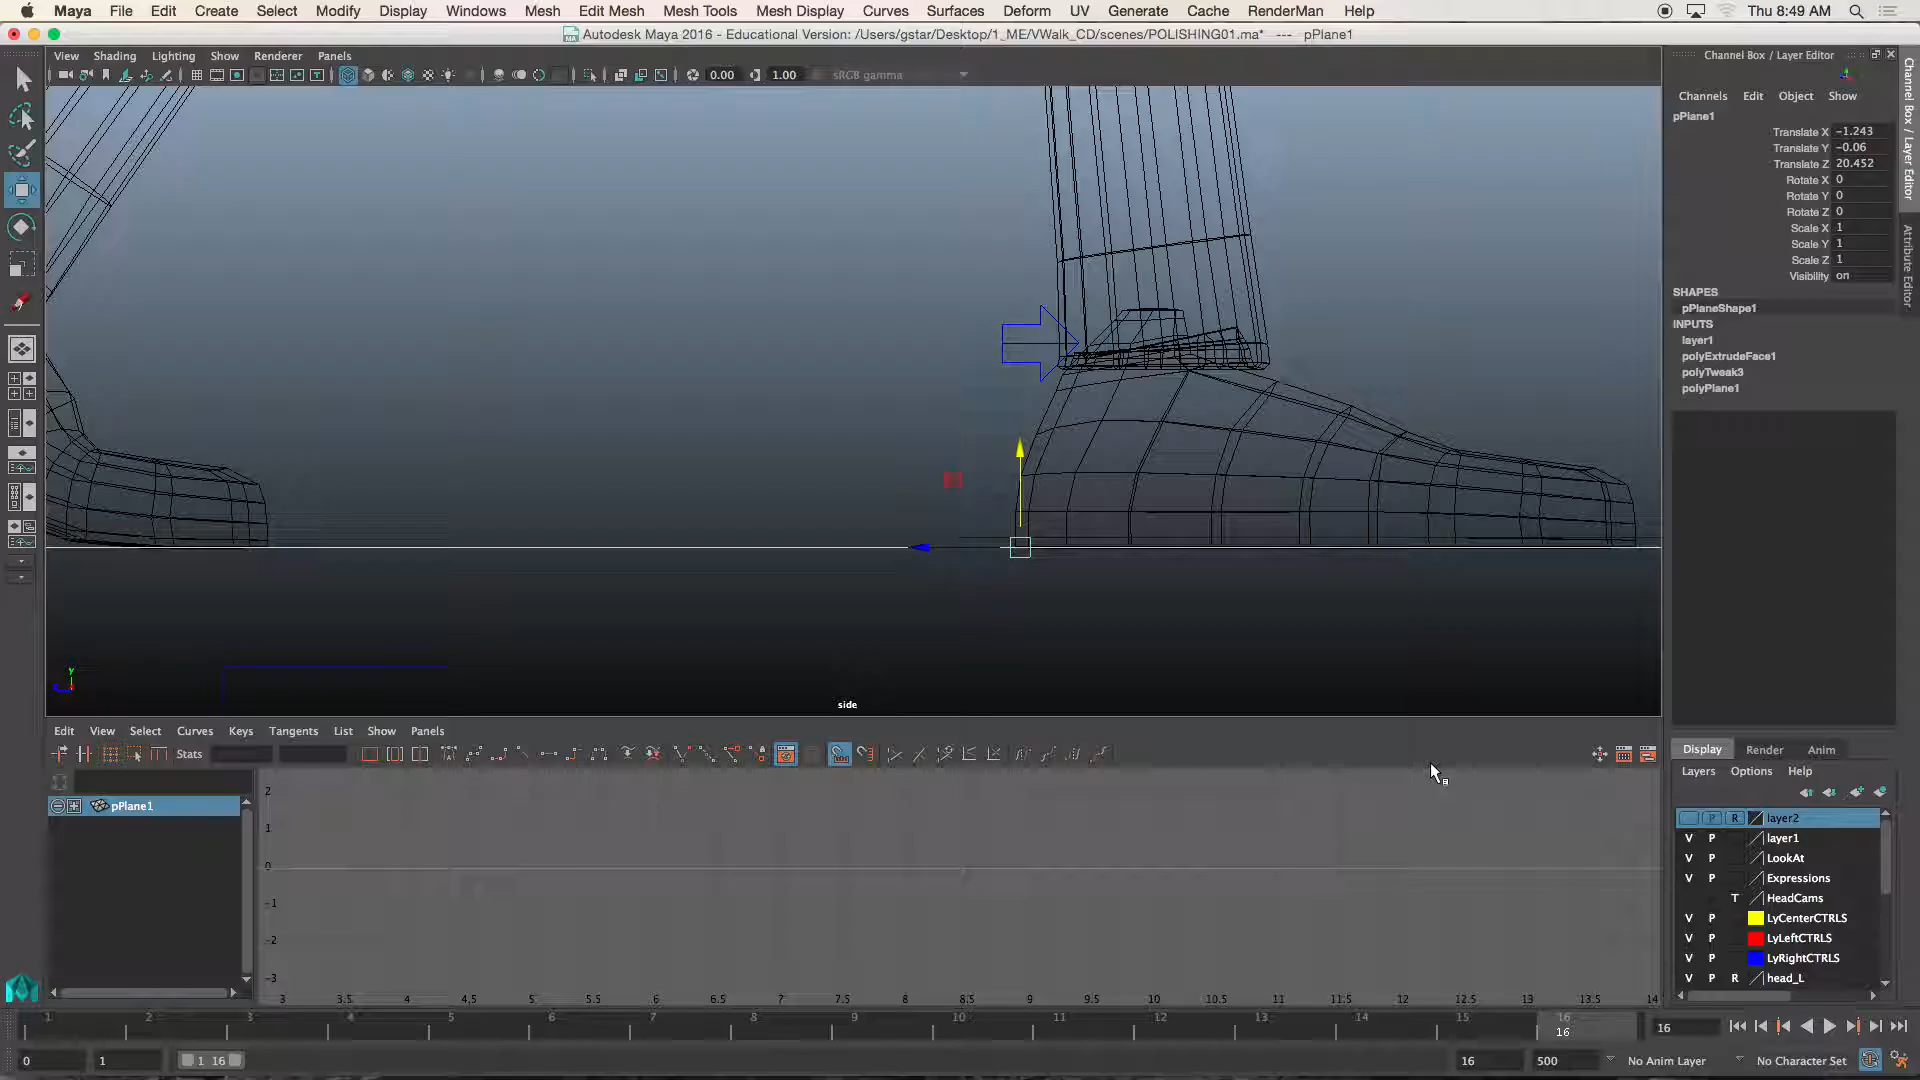 Maya File Edit Create Select Modify Display Windows Mesh Edit Mesh Mesh Tools Mesh Display Curves Surfaces Deform UV Generate Cache RenderMan Help Thu 8:49 AM
Autodesk Maya 2016 - Educational Version: /Users/gstar/Desktop/1_ME/VWalk_CD/scenes/POLISHING01.ma* --- pPlane1
View Shading Lighting Show Renderer Panels
0.00 1.00 sRGB gamma
Channel Box / Layer Editor
Channels Edit Object Show
pPlane1
Translate X -1.243
Translate Y -0.06
Translate Z 20.452
Rotate X 0
Rotate Y 0
Rotate Z 0
Scale X 1
Scale Y 1
Scale Z 1
Visibility on
SHAPES
pPlaneShape1
INPUTS
layer1
polyExtrudeFace1
polyTweak3
polyPlane1
Channel Box / Layer Editor
Attribute Editor
y
side
Edit View Select Curves Keys Tangents List Show Panels
Stats
pPlane1
2
1
0
-1
-2
-3
3 3.5 4 4.5 5 5.5 6 6.5 7 7.5 8 8.5 9 9.5 10 10.5 11 11.5 12 12.5 13 13.5 14
Display Render Anim
Layers Options Help
P R layer2
V P layer1
V P LookAt
V P Expressions
T HeadCams
V P LyCenterCTRLS
V P LyLeftCTRLS
V P LyRightCTRLS
V P R head_L
1 2 3 4 5 6 7 8 9 10 11 12 13 14 15 16
16 16
0 1 1 16 16 500 No Anim Layer No Character Set